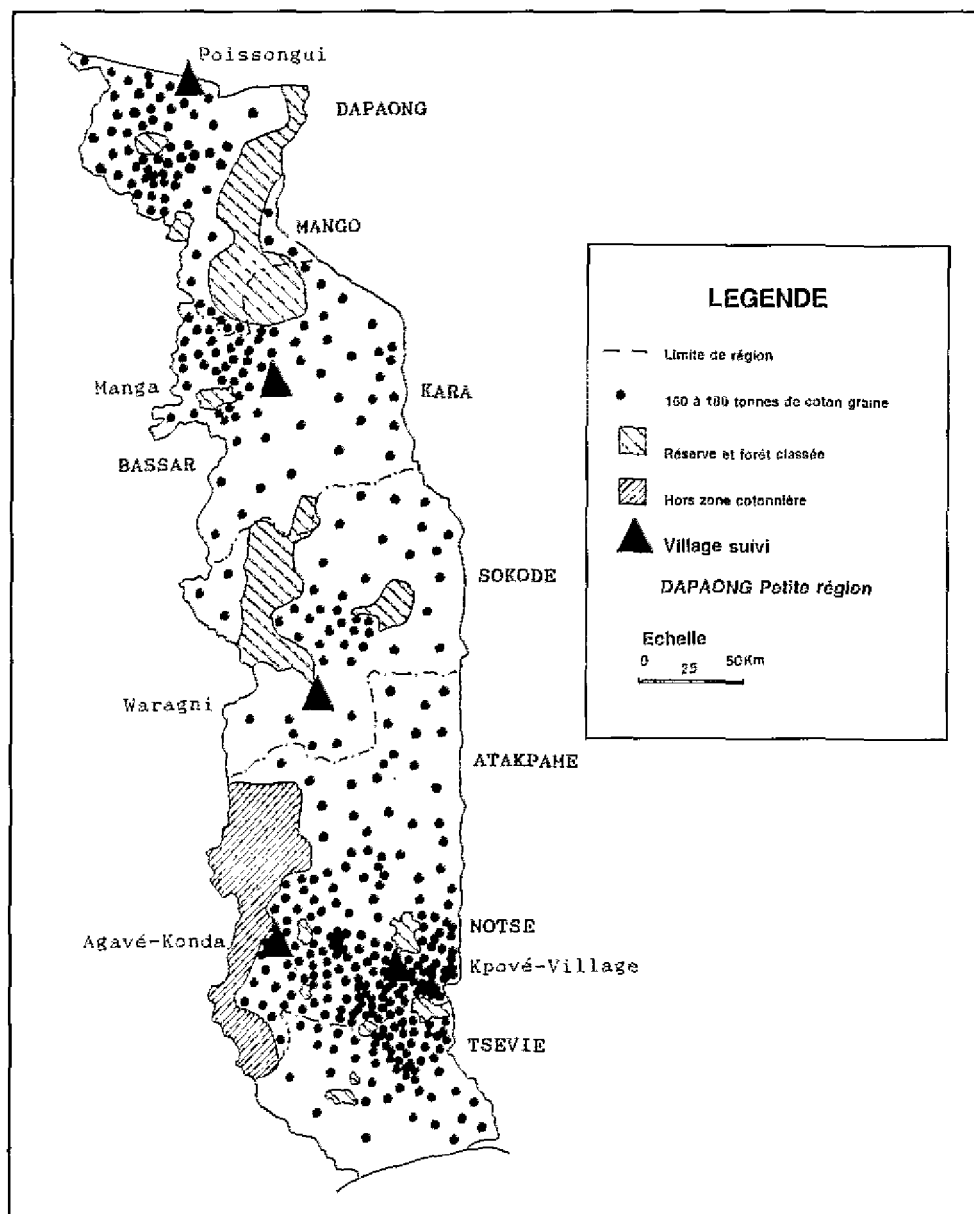 Poissongui
DAPAONG
MANGO
Manga
KARA
BASSAR
SOKODE
Waragni
ATAKPAME
Agavé-Konda
NOTSE
Kpové-Village
TSEVIE
LEGENDE
Limite de région
160 à 180 tonnes de coton graine
Réserve et forêt classée
Hors zone cotonnière
Village suivi
DAPAONG Petite région
Echelle
0 25 50Km